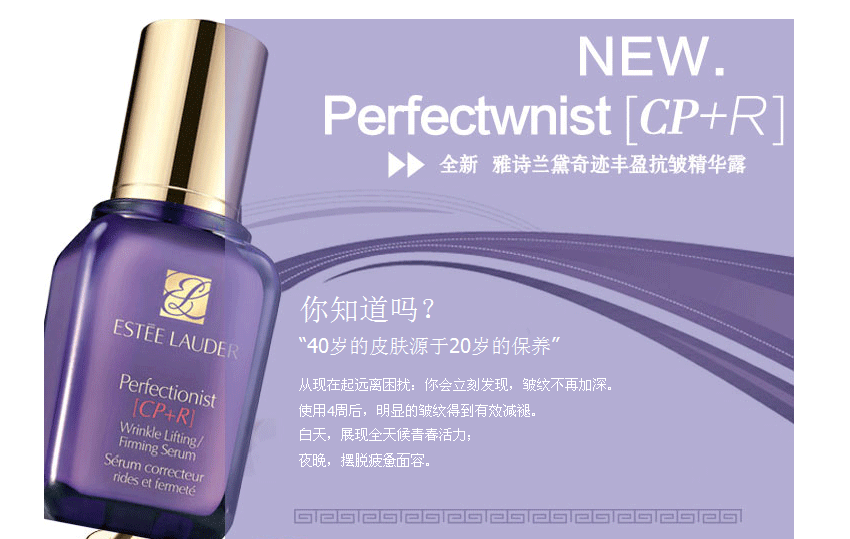 NEW.
Perfectwnist [CP+R]
全新 雅诗兰黛奇迹丰盈抗皱精华露
你知道吗？
“40岁的皮肤源于20岁的保养”
从现在起远离困扰：你会立刻发现，皱纹不再加深。
使用4周后，明显的皱纹得到有效减褪。
白天，展现全天候青春活力；
夜晚，摆脱疲惫面容。
ESTĒE LAUDER
Perfectionist
[CP+R]
Wrinkle Lifting/
Firming Serum
Sérum correcteur
rides et fermeté